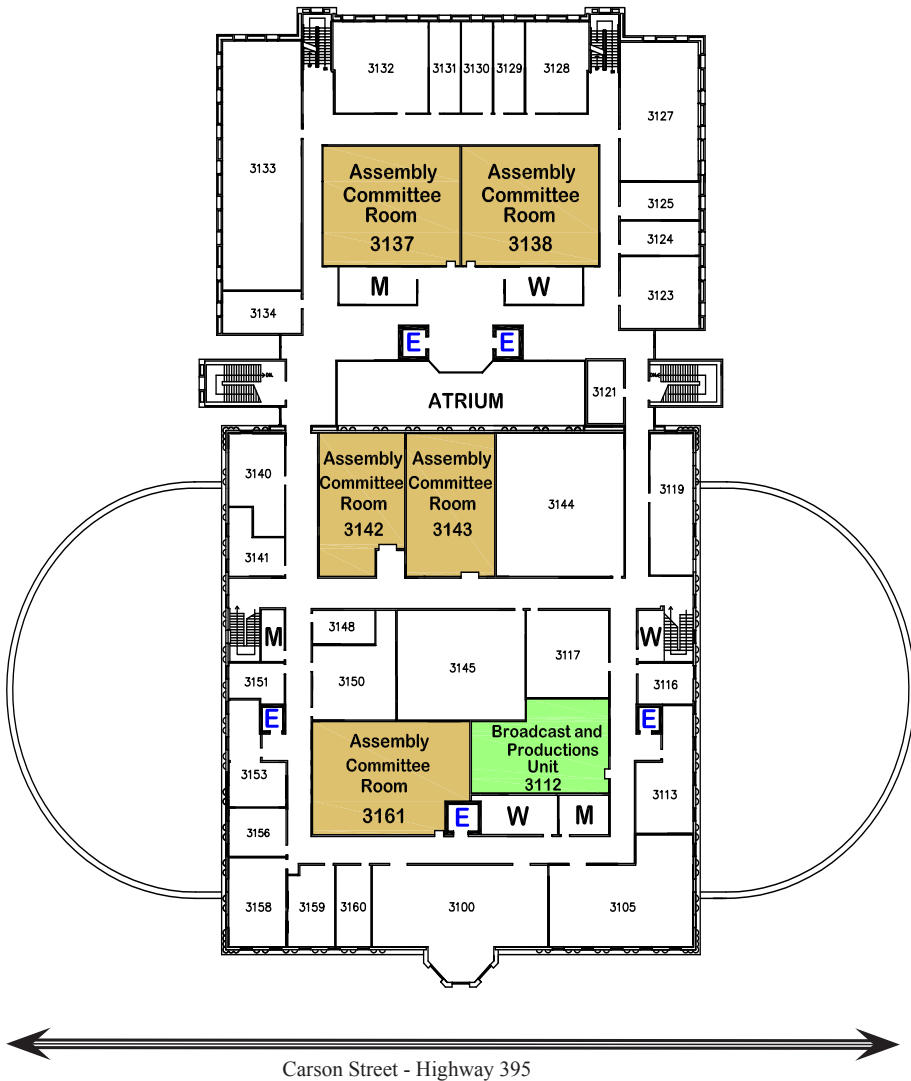 3132
3131
3130
3129
3128
3127
3133
Assembly
Committee
Room
3137
Assembly
Committee
Room
3138
3125
3124
3123
M
W
3134
E
E
DN.
ATRIUM
3121
3140
Assembly
Committee
Room
3142
Assembly
Committee
Room
3143
3144
3119
3141
3148
M
W
3150
3145
3117
3151
3116
E
E
Assembly
Committee
Room
3161
Broadcast and
Productions
Unit
3112
3153
3113
E
W
M
3156
3158
3159
3160
3100
3105
Carson Street - Highway 395